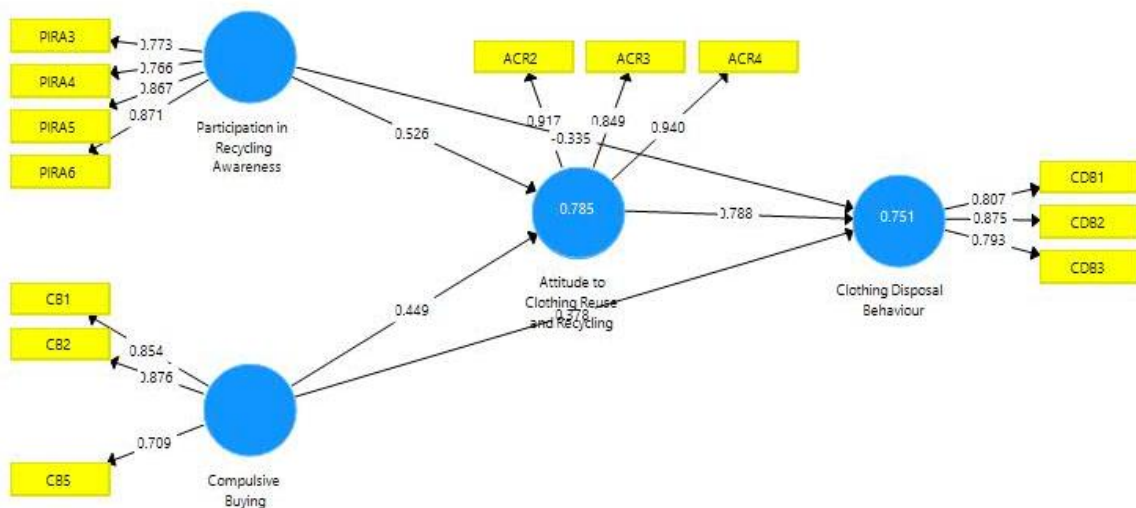 PIRA3
PIRA4
PIRA5
PIRA6
0.773
0.766
0.867
0.871
Participation in
Recycling
Awareness
ACR2
ACR3
ACR4
0.917
0.849
0.940
0.526
-0.335
0.785
Attitude to
Clothing Reuse
and Recycling
0.788
0.751
Clothing Disposal
Behaviour
0.807
0.875
0.793
CDB1
CDB2
CDB3
CB1
CB2
CB5
0.854
0.876
0.709
0.449
0.378
Compulsive
Buying